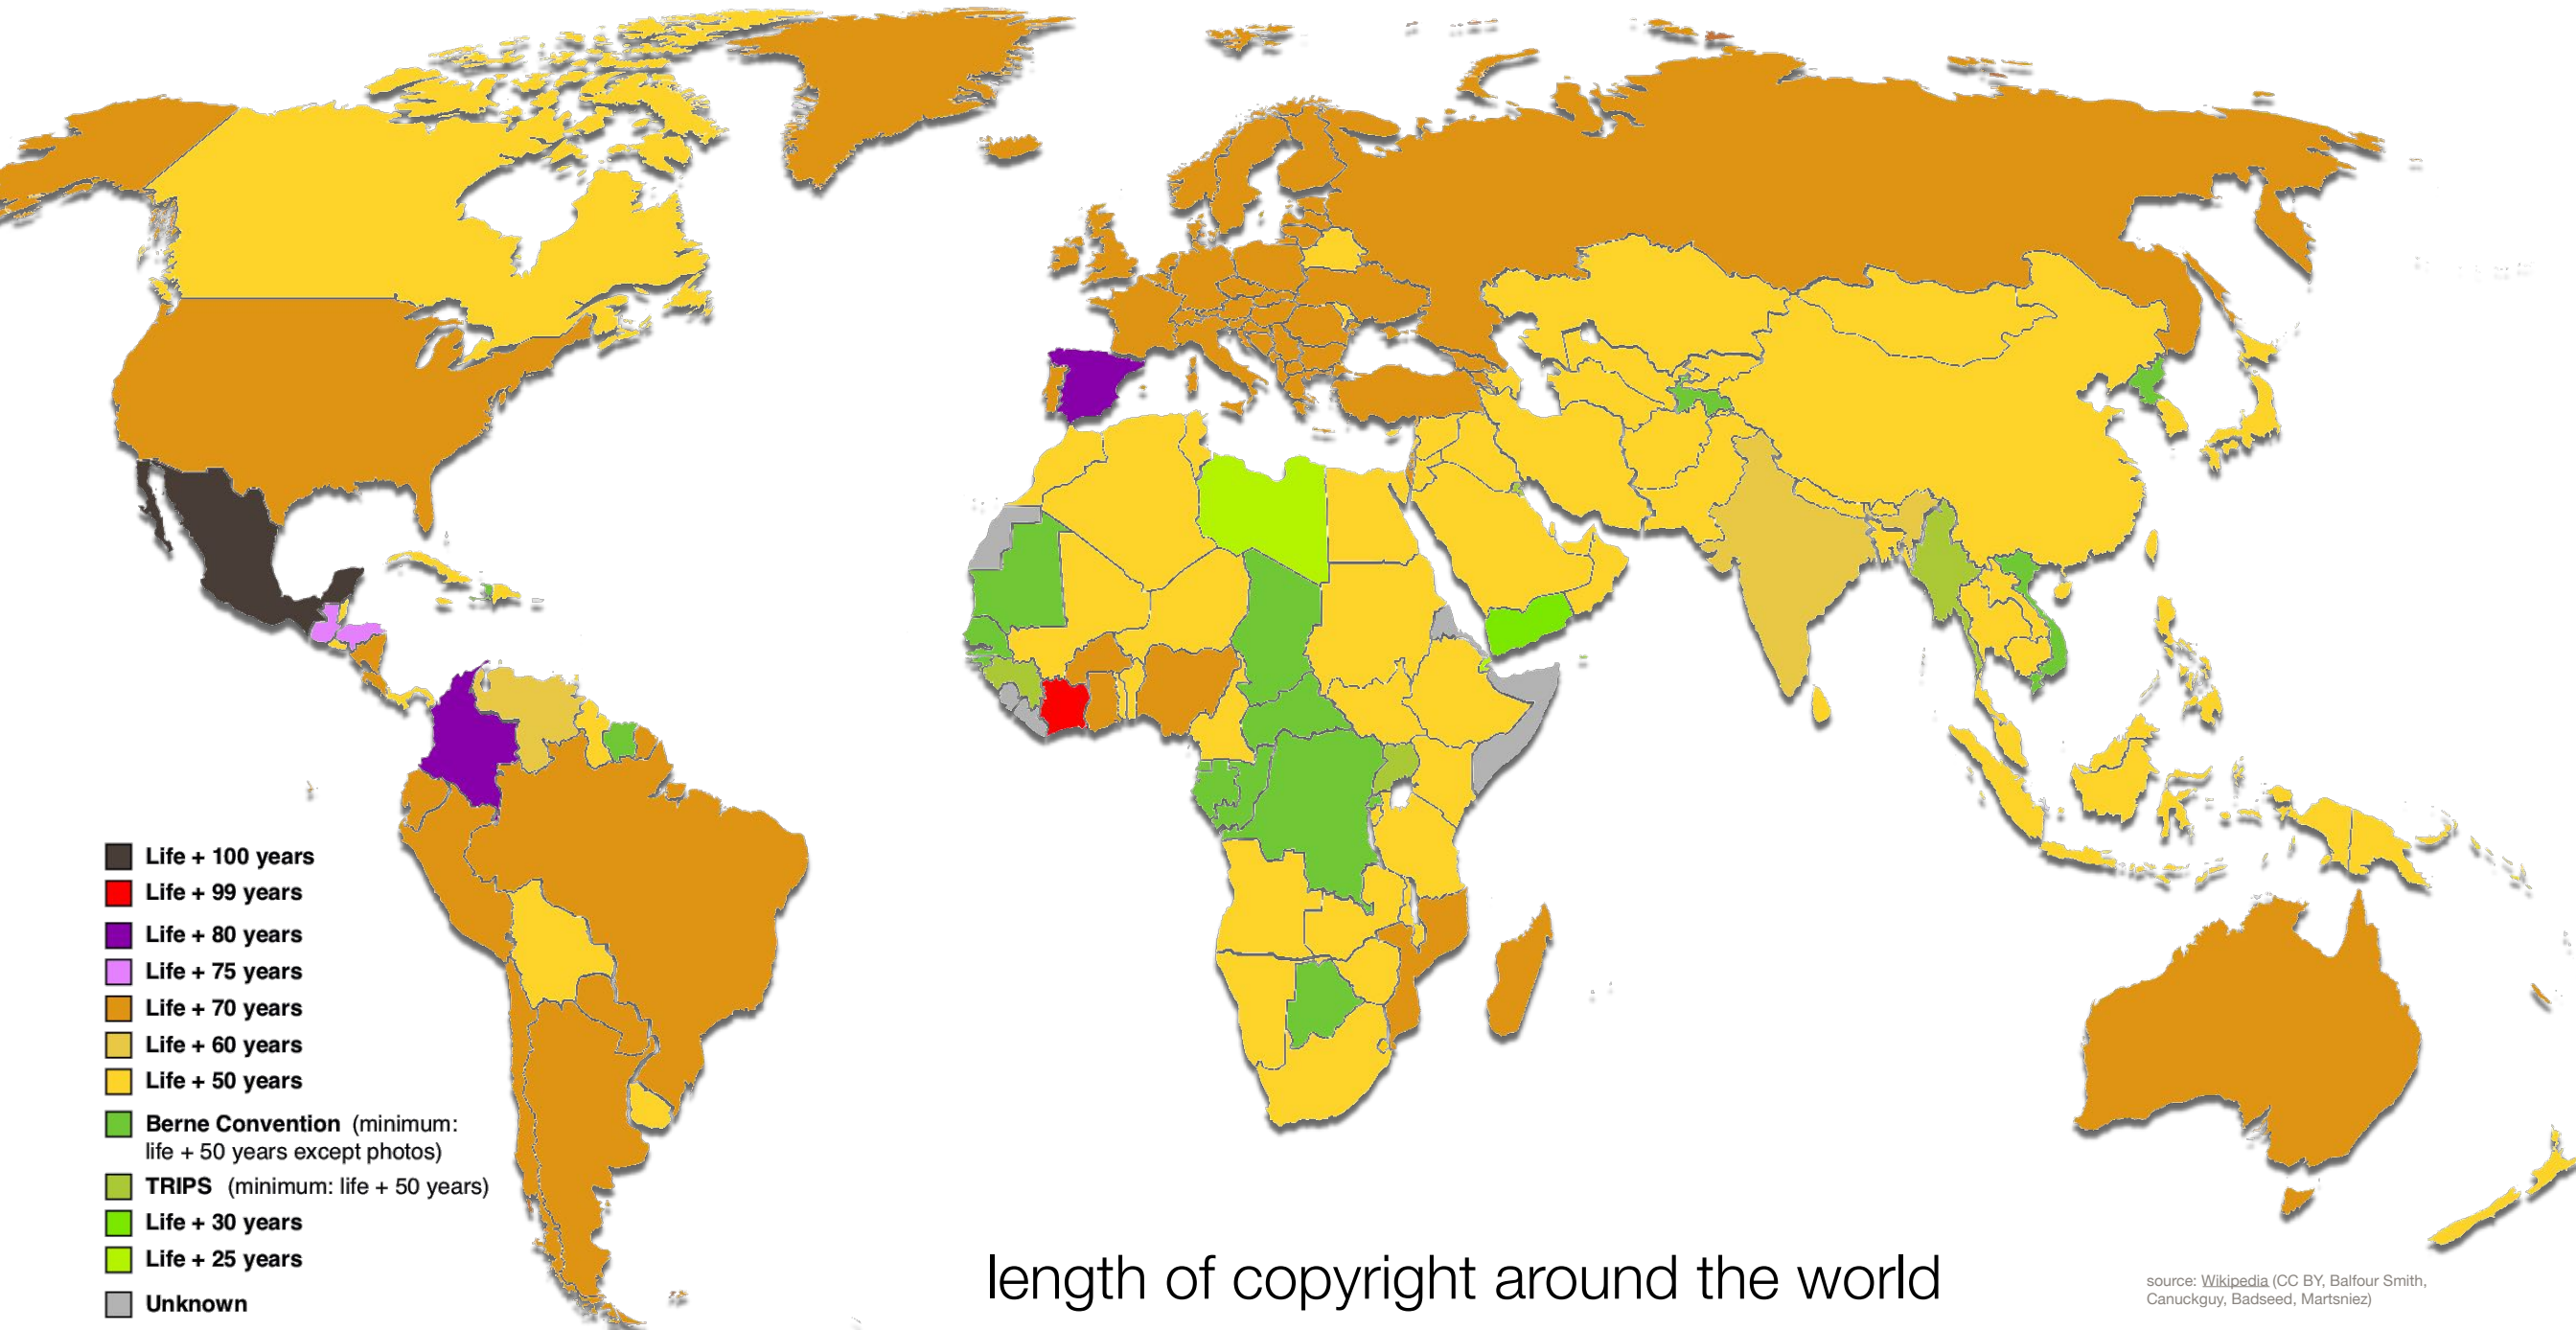 Life + 100 years
Life + 99 years
Life + 80 years
Life + 75 years
Life + 70 years
Life + 60 years
Life + 50 years
Berne Convention (minimum:
life + 50 years except photos)
TRIPS (minimum: life + 50 years)
Life + 30 years
Life + 25 years
Unknown
length of copyright around the world
source: Wikipedia (CC BY, Balfour Smith,
Canuckguy, Badseed, Martsniez)